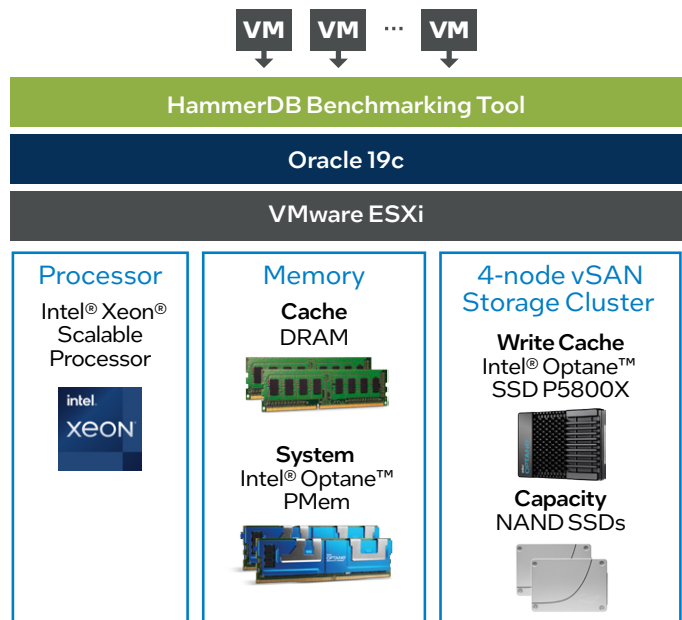 VM VM ... VM
HammerDB Benchmarking Tool
Oracle 19c
VMware ESXi
Processor
Intel® Xeon®
Scalable
Processor
intel.
xeon
Memory
Cache
DRAM
System
Intel® Optane™
PMem
OPTANE
4-node vSAN
Storage Cluster
Write Cache
Intel® Optane™
SSD P5800X
OPTANE
Capacity
NAND SSDs